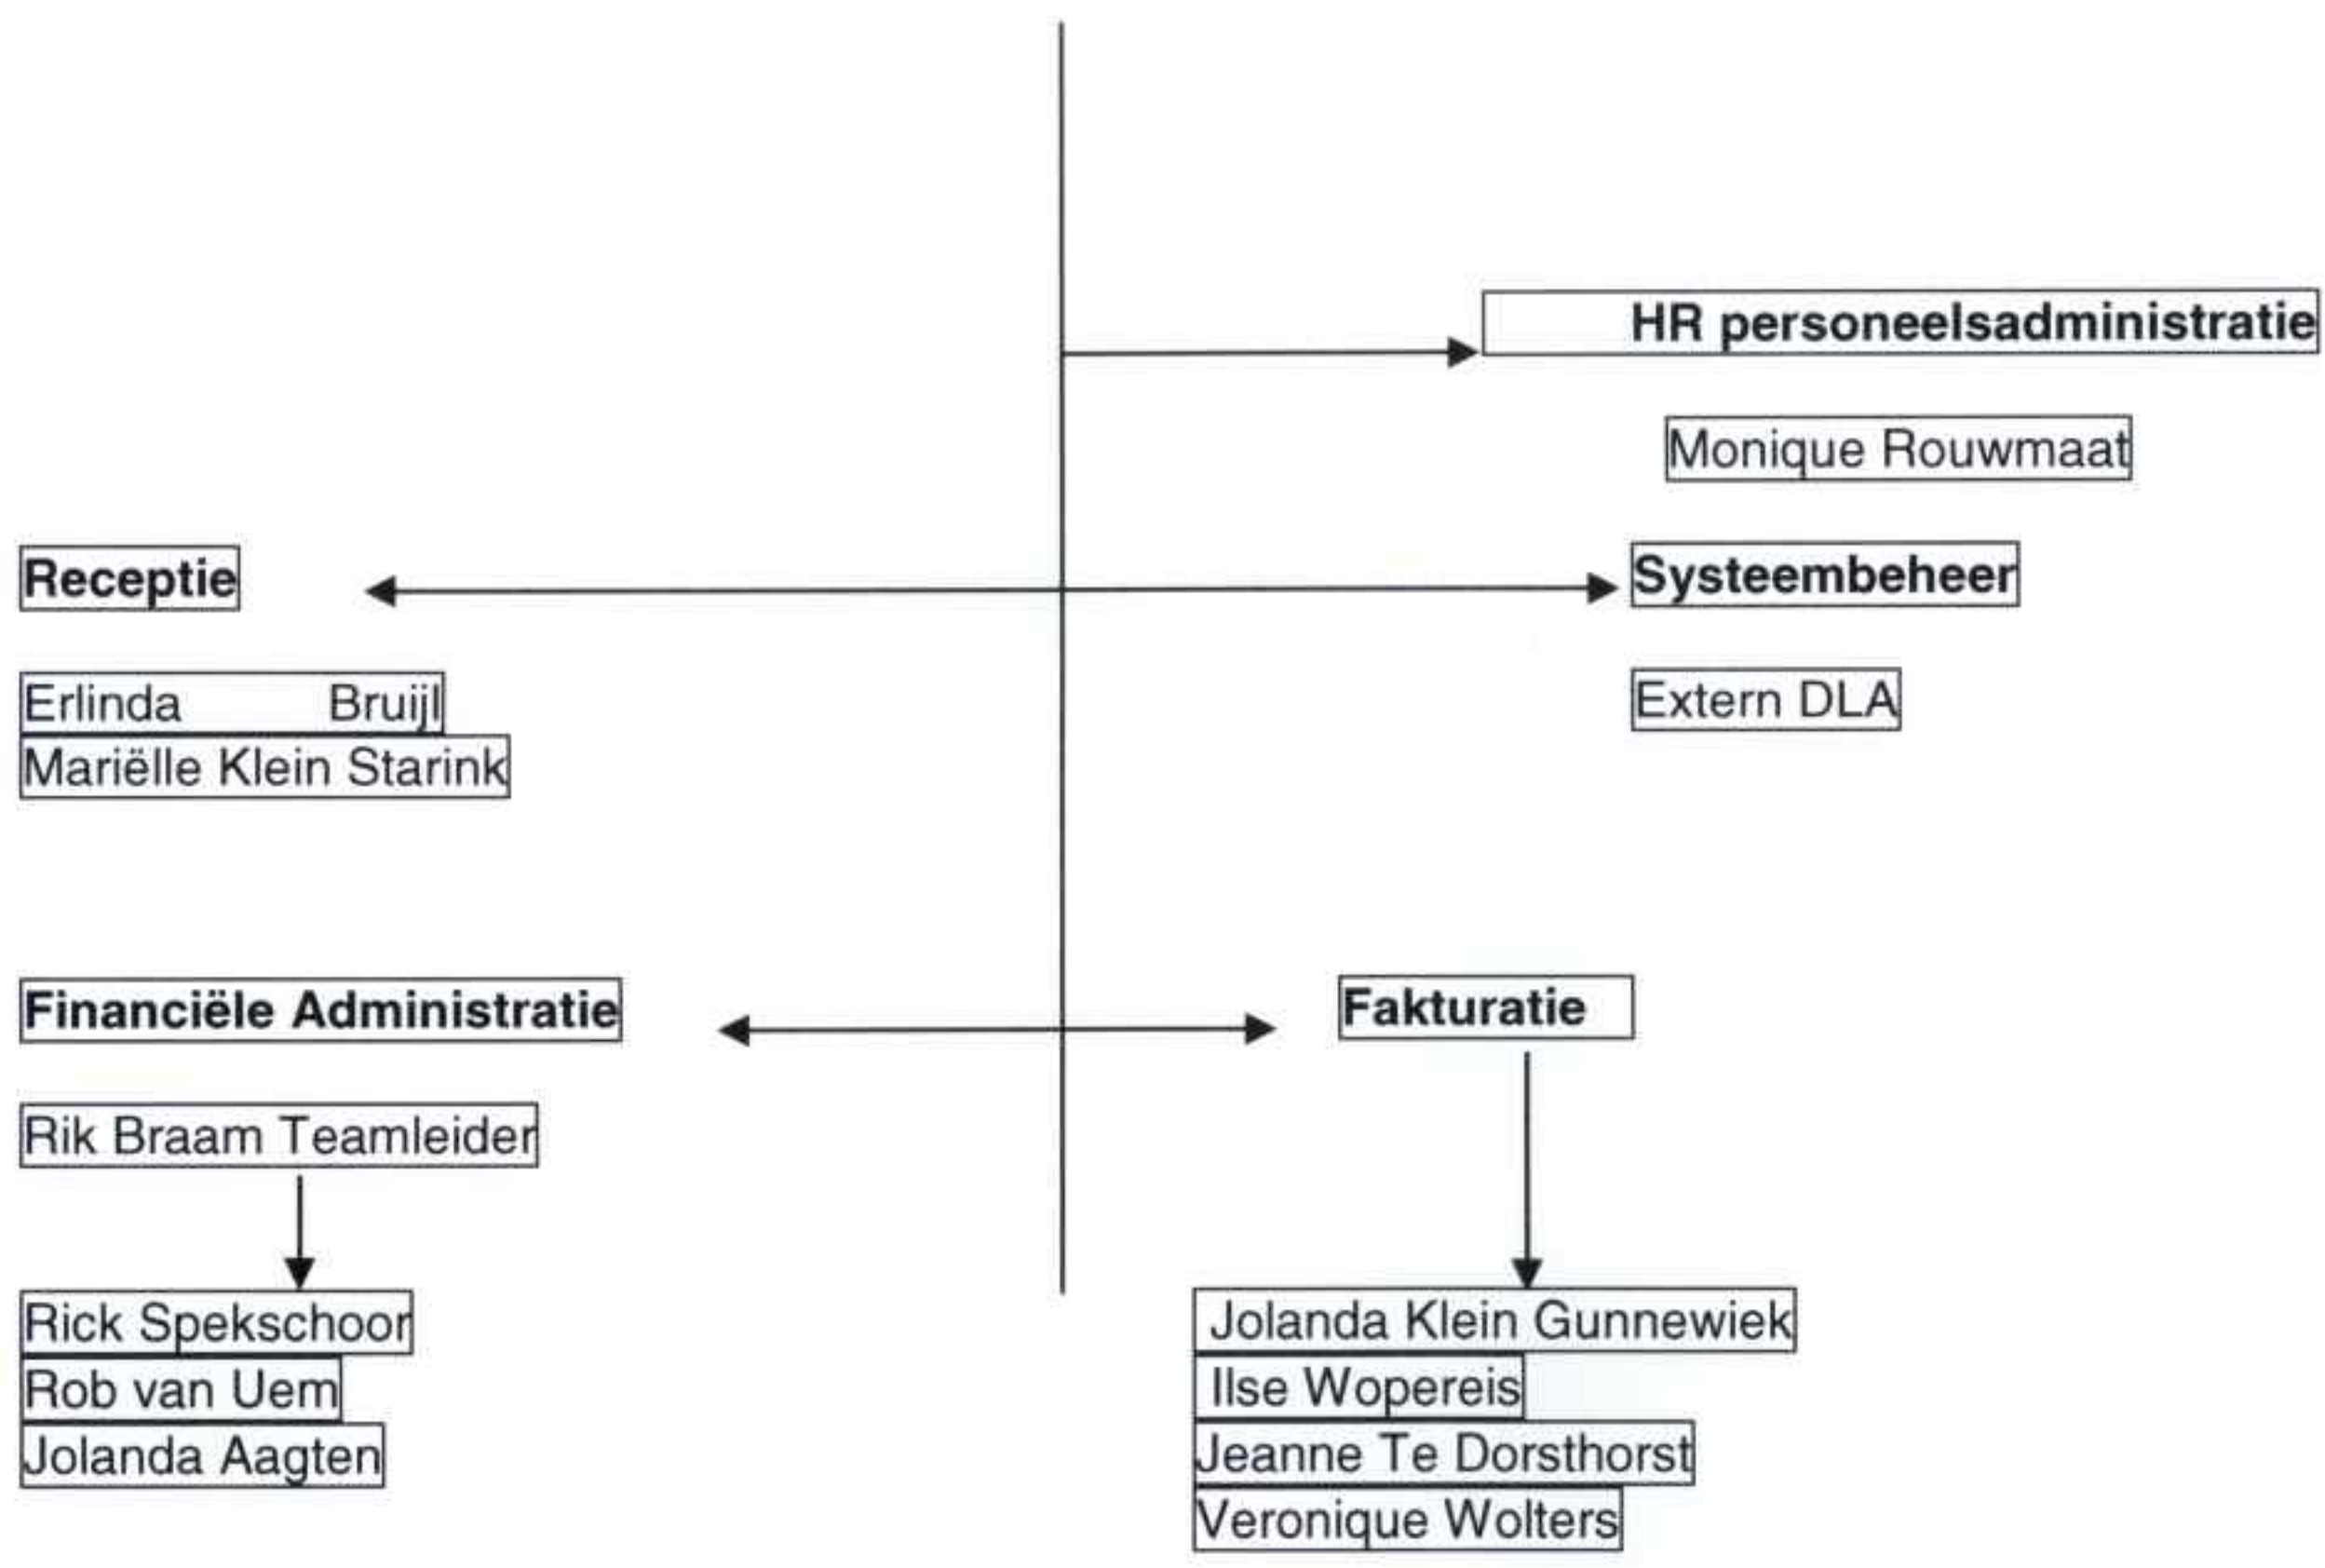 HR personeelsadministratie
Monique Rouwmaat
Receptie
Systeembeheer
Erlinda Bruijl
Extern DLA
Mariëlle Klein Starink
Financiële Administratie
Fakturatie
Rik Braam Teamleider
Rick Spekschoor
Rob van Uem
Jolanda Aagten
Jolanda Klein Gunnewiek
Ilse Wopereis
Jeanne Te Dorsthorst
Veronique Wolters